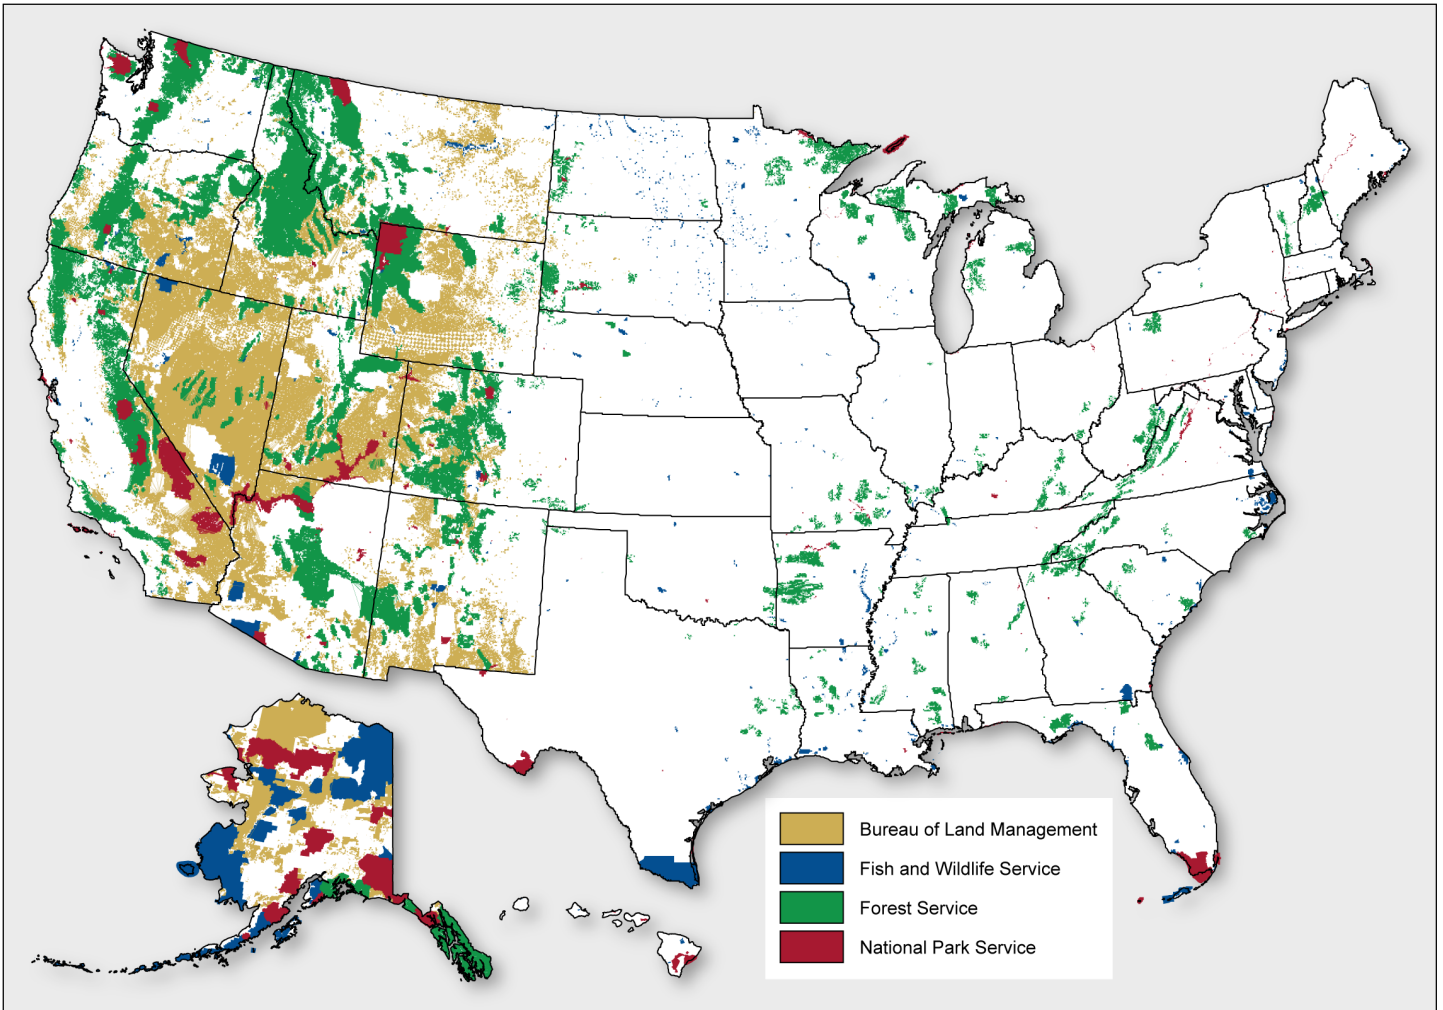 Bureau of Land Management
Fish and Wildlife Service
Forest Service
National Park Service